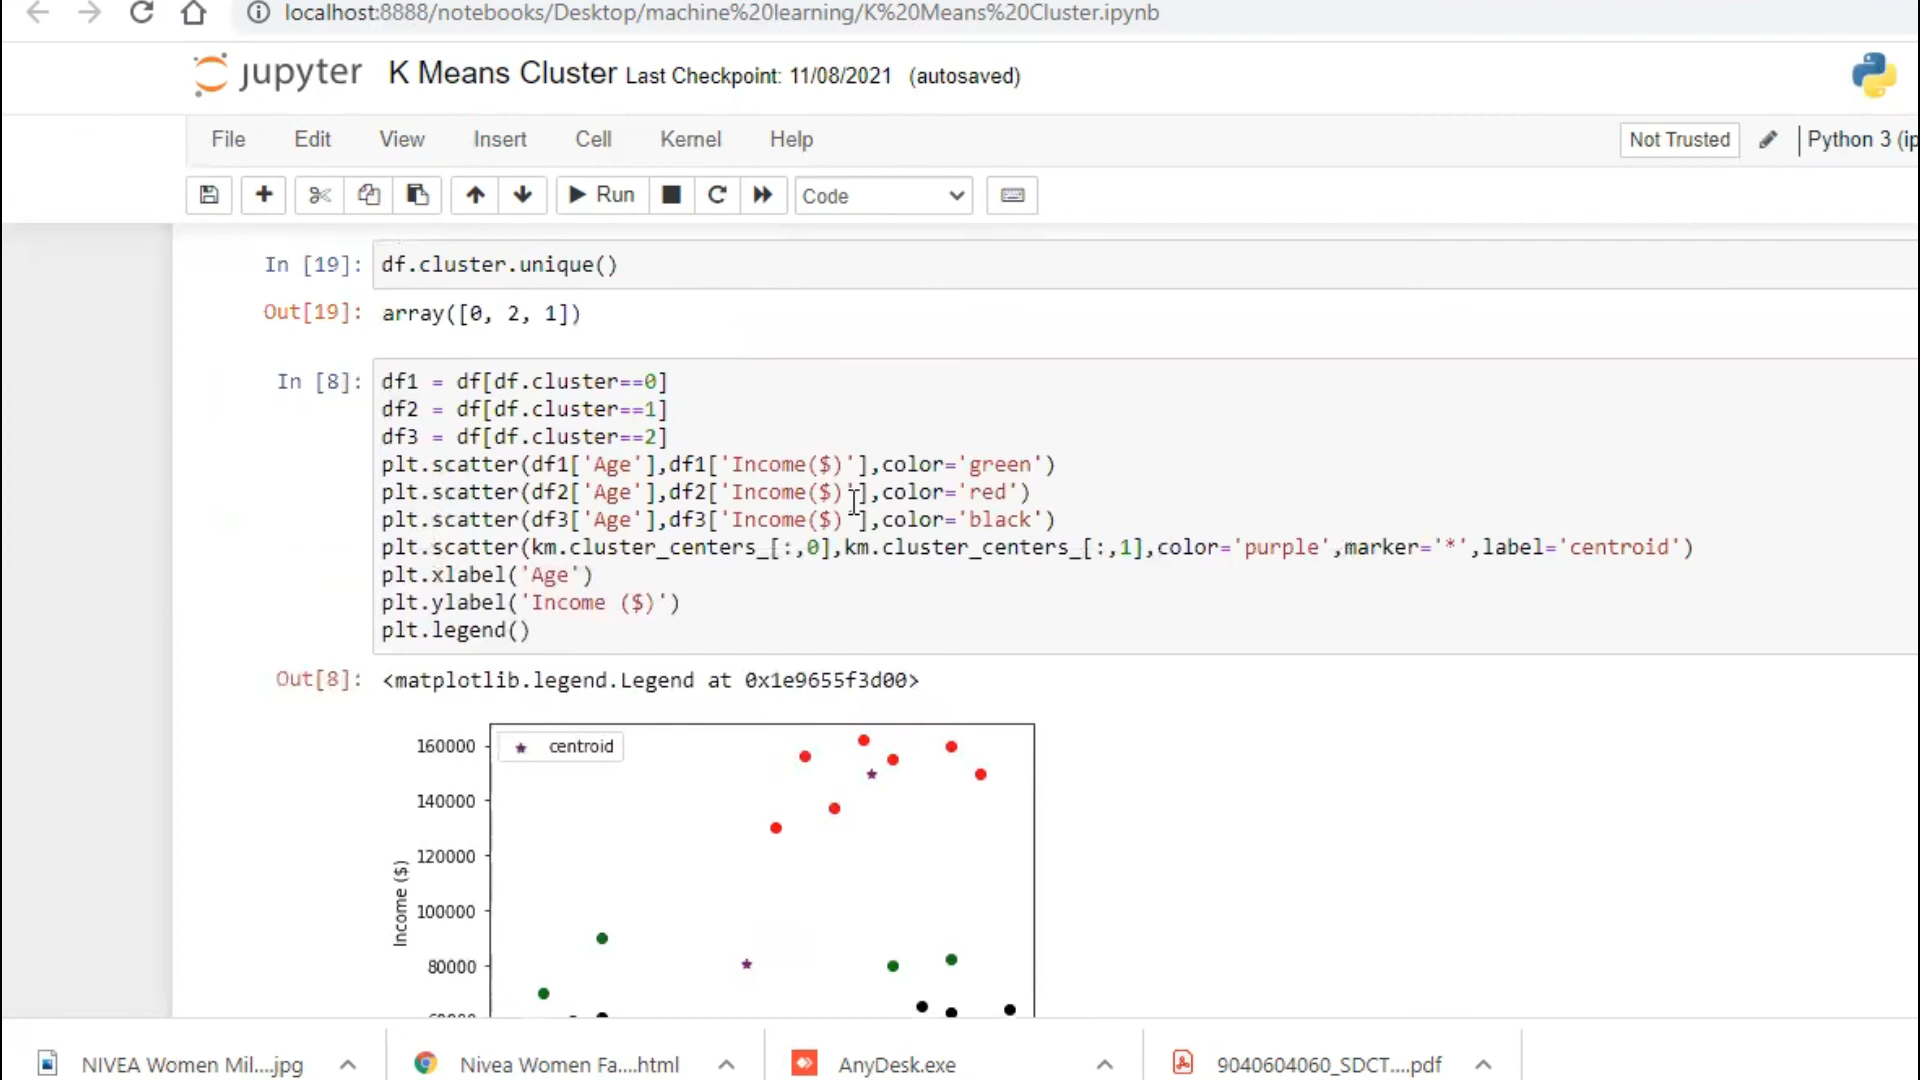 localhost:8888/notebooks/Desktop/machine%20learning/K%20Means%20Cluster.ipynb
jupyter K Means Cluster Last Checkpoint: 11/08/2021 (autosaved)
File Edit View Insert Cell Kernel Help Not Trusted Python 3 (ip
Run Code
In [19]: df.cluster.unique()
Out[19]: array([0, 2, 1])
In [8]: df1 = df[df.cluster==0]
df2 = df[df.cluster==1]
df3 = df[df.cluster==2]
plt.scatter(df1['Age'],df1['Income($)'],color='green')
plt.scatter(df2['Age'],df2['Income($)'],color='red')
plt.scatter(df3['Age'],df3['Income($)'],color='black')
plt.scatter(km.cluster_centers_[:,0],km.cluster_centers_[:,1],color='purple',marker='*',label='centroid')
plt.xlabel('Age')
plt.ylabel('Income ($)')
plt.legend()
Out[8]: <matplotlib.legend.Legend at 0x1e9655f3d00>
centroid
160000
140000
120000
100000
80000
Income ($)
NIVEA Women Mil....jpg Nivea Women Fa....html AnyDesk.exe 9040604060_SDCT....pdf